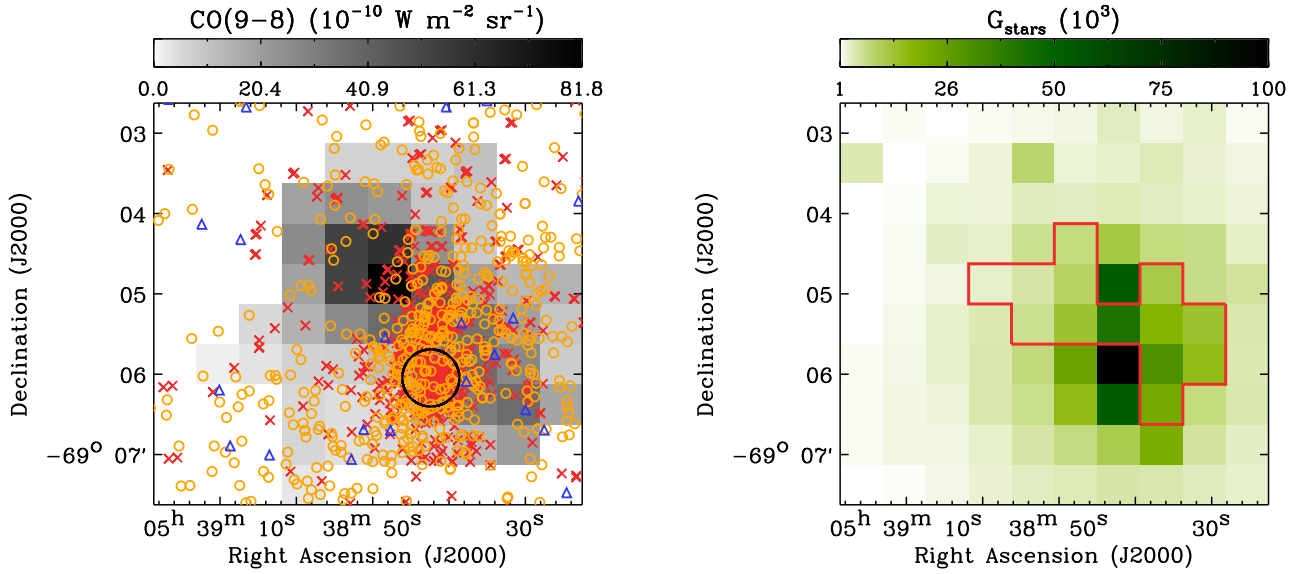 CO(9−8) (10⁻¹⁰ W m⁻² sr⁻¹)
0.0 20.4 40.9 61.3 81.8
03
04
05
06
−69° 07'
05ʰ 39ᵐ 10ˢ 38ᵐ 50ˢ 30ˢ
Right Ascension (J2000)
Declination (J2000)
G_stars (10³)
1 26 50 75 100
03
04
05
06
−69° 07'
05ʰ 39ᵐ 10ˢ 38ᵐ 50ˢ 30ˢ
Right Ascension (J2000)
Declination (J2000)